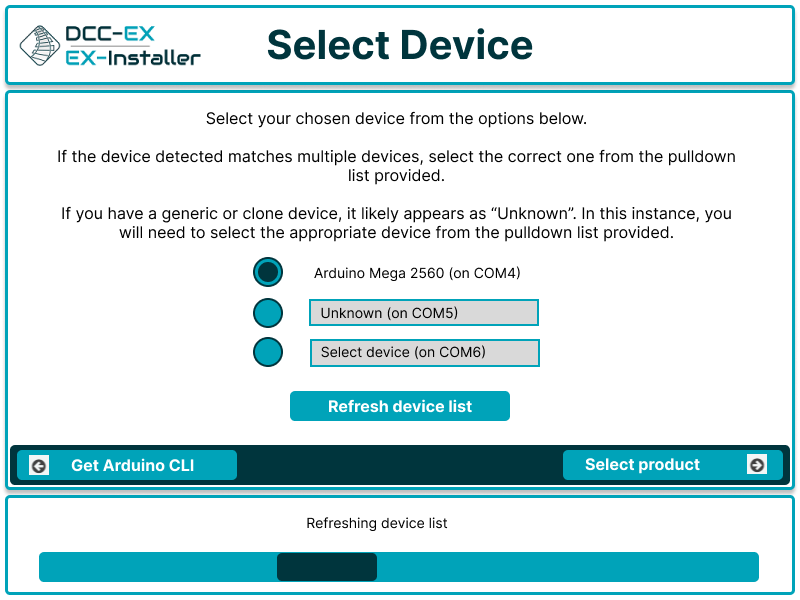 DCC-EX
EX-Installer
Select Device
Select your chosen device from the options below.
If the device detected matches multiple devices, select the correct one from the pulldown
list provided.
If you have a generic or clone device, it likely appears as “Unknown”. In this instance, you
will need to select the appropriate device from the pulldown list provided.
Arduino Mega 2560 (on COM4)
Unknown (on COM5)
Select device (on COM6)
Refresh device list
Get Arduino CLI
Select product
Refreshing device list